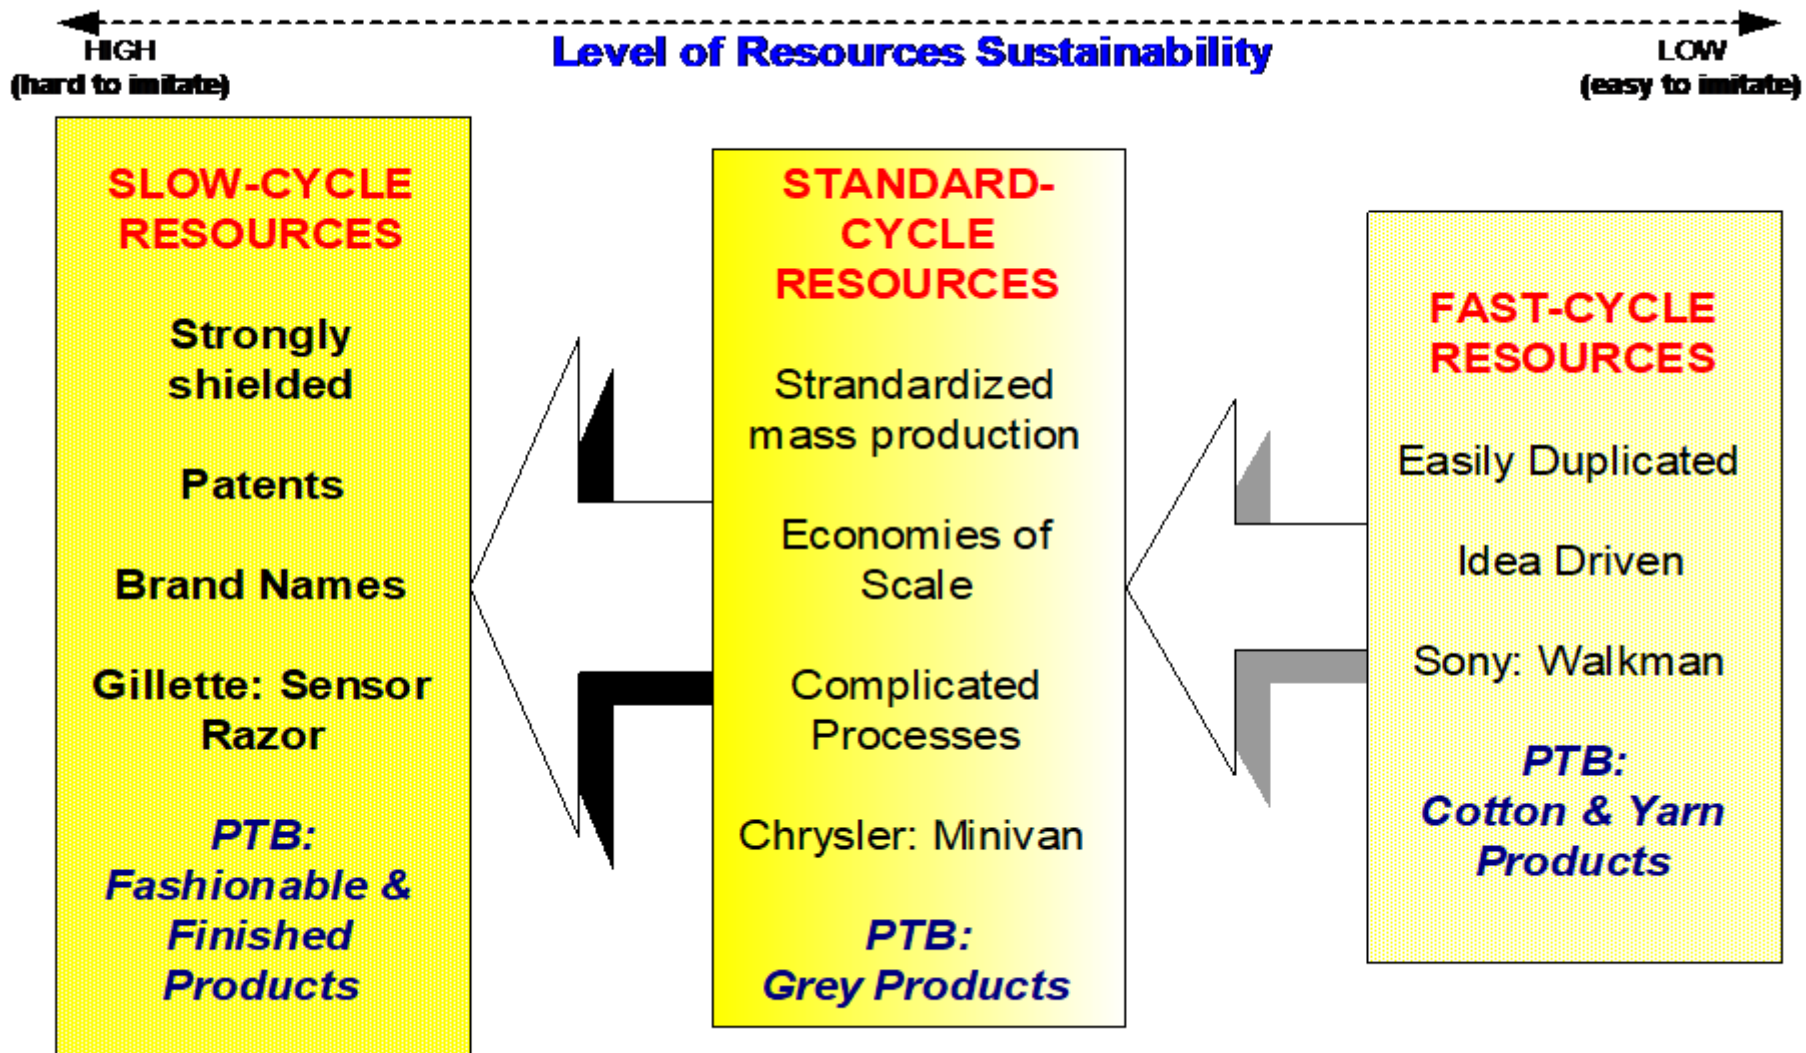 HIGH
(hard to imitate)
Level of Resources Sustainability
LOW
(easy to imitate)
SLOW-CYCLE
RESOURCES
Strongly
shielded
Patents
Brand Names
Gillette: Sensor
Razor
PTB:
Fashionable &
Finished
Products
STANDARD-
CYCLE
RESOURCES
Strandardized
mass production
Economies of
Scale
Complicated
Processes
Chrysler: Minivan
PTB:
Grey Products
FAST-CYCLE
RESOURCES
Easily Duplicated
Idea Driven
Sony: Walkman
PTB:
Cotton & Yarn
Products